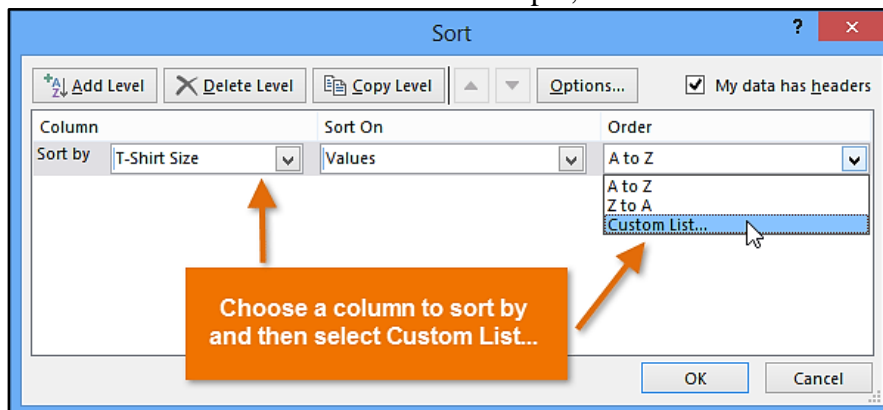 Sort
?
Add Level Delete Level Copy Level Options... My data has headers
Column Sort On Order
Sort by T-Shirt Size Values A to Z
A to Z
Z to A
Custom List...
Choose a column to sort by
and then select Custom List...
OK Cancel